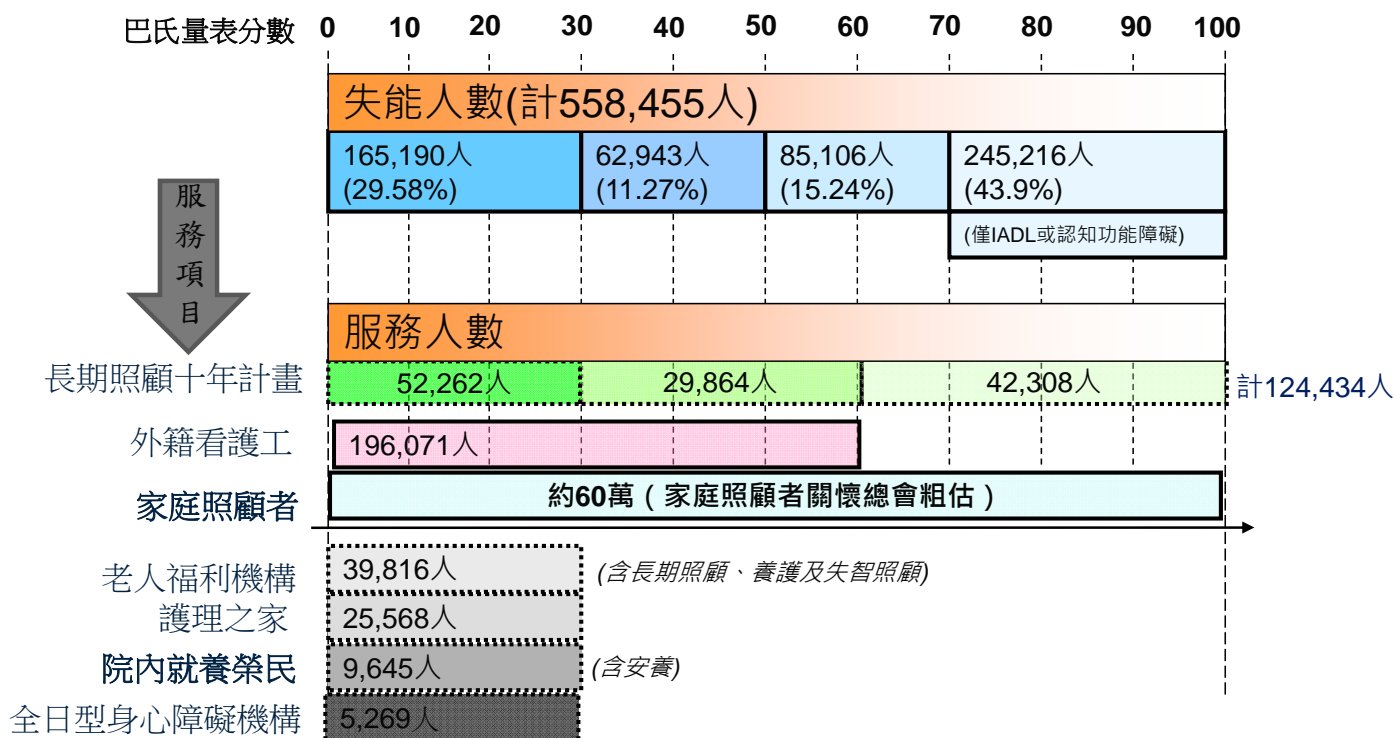 巴氏量表分數 0 10 30 40 50 60 70 80 90 100
失能人數(計558,455人)
165,190人 62,943人 85,106人 245,216人
(29.58%) (11.27%) (15.24%) (43.9%)
(僅IADL或認知功能障礙)
服務項目
服務人數
長期照顧十年計畫 52,262人 29,864人 42,308人 計124,434人
外籍看護工 196,071人
家庭照顧者 約60萬（家庭照顧者關懷總會粗估）
老人福利機構 39,816人 (含長期照顧、養護及失智照顧)
護理之家 25,568人
院內就養榮民 9,645人 (含安養)
全日型身心障礙機構 5,269人